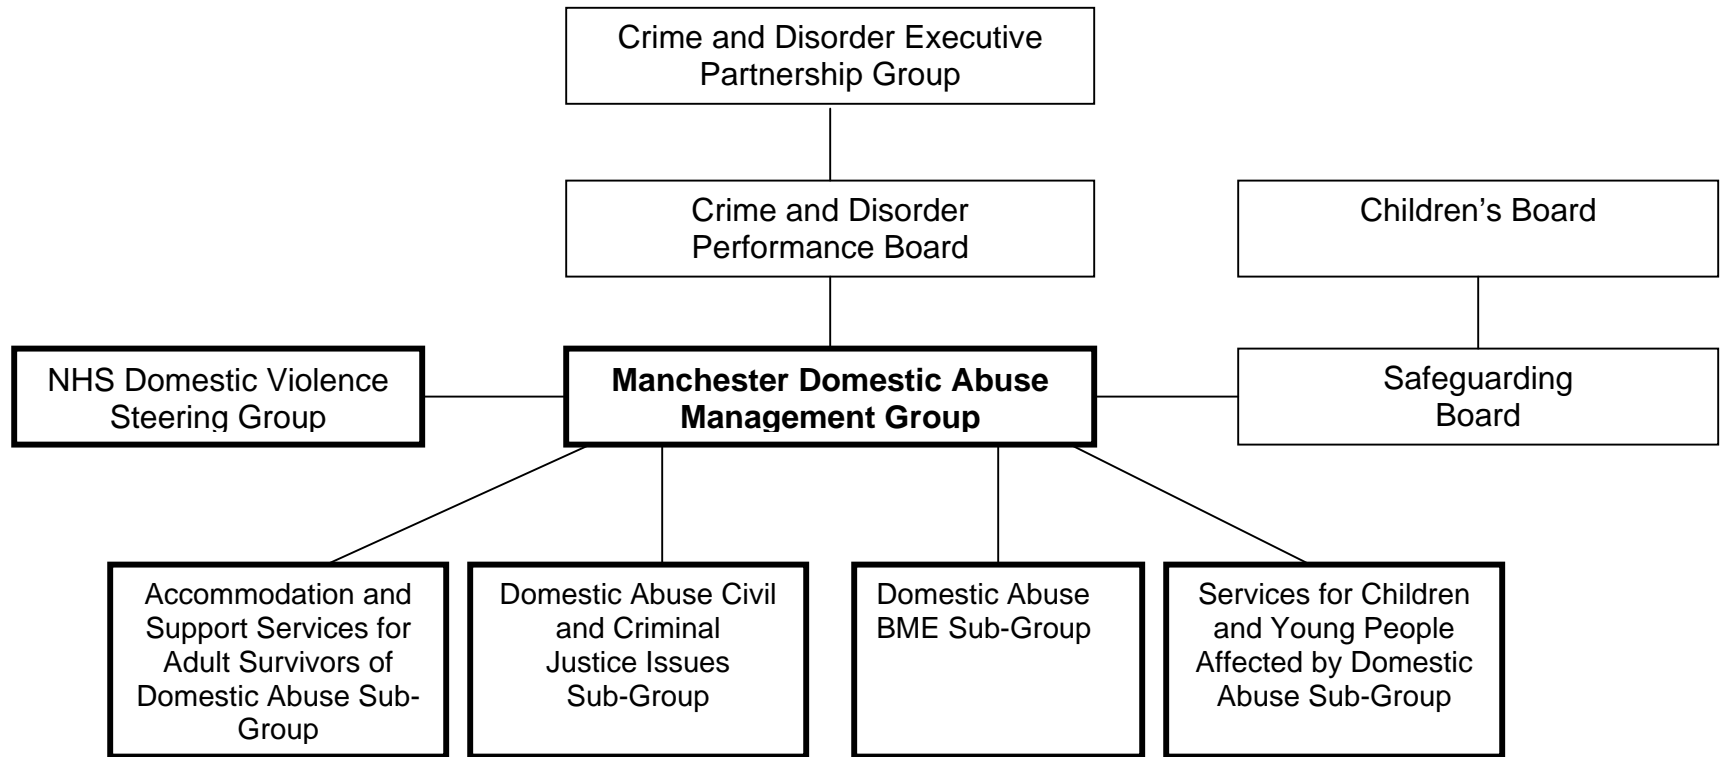 Crime and Disorder Executive
Partnership Group
Crime and Disorder
Performance Board
Children’s Board
NHS Domestic Violence
Steering Group
Manchester Domestic Abuse
Management Group
Safeguarding
Board
Accommodation and
Support Services for
Adult Survivors of
Domestic Abuse Sub-
Group
Domestic Abuse Civil
and Criminal
Justice Issues
Sub-Group
Domestic Abuse
BME Sub-Group
Services for Children
and Young People
Affected by Domestic
Abuse Sub-Group